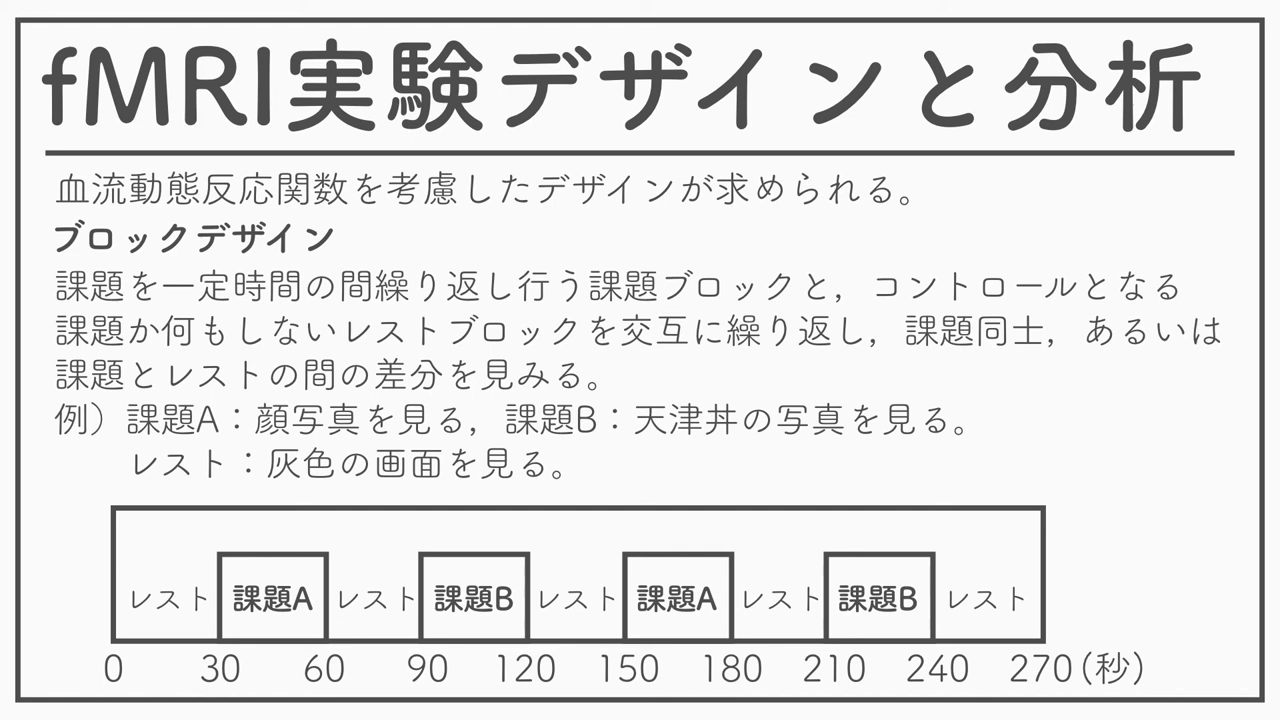 fMRI実験デザインと分析
血流動態反応関数を考慮したデザインが求められる。
ブロックデザイン
課題を一定時間の間繰り返し行う課題ブロックと，コントロールとなる
課題か何もしないレストブロックを交互に繰り返し，課題同士，あるいは
課題とレストの間の差分を見みる。
例）課題A：顔写真を見る，課題B：天津丼の写真を見る。
レスト：灰色の画面を見る。
レスト 課題A レスト 課題B レスト 課題A レスト 課題B レスト
0 30 60 90 120 150 180 210 240 270(秒)